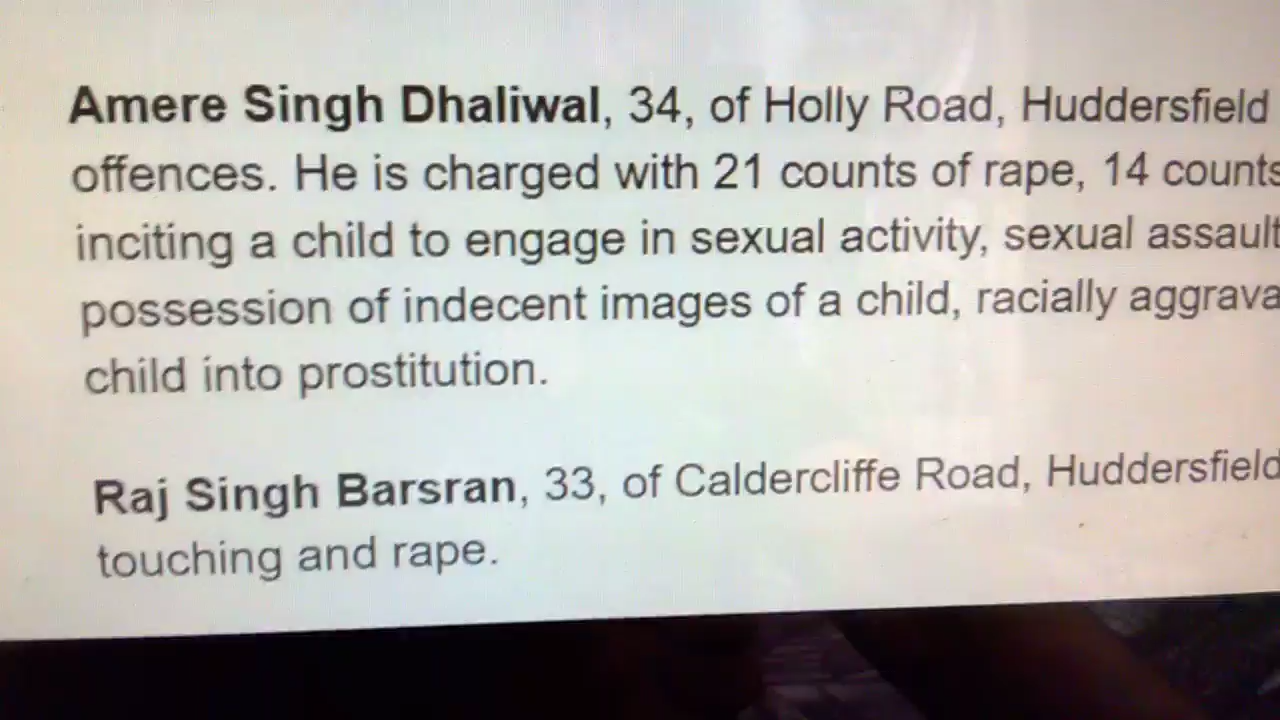 Amere Singh Dhaliwal, 34, of Holly Road, Huddersfield
offences. He is charged with 21 counts of rape, 14 counts
inciting a child to engage in sexual activity, sexual assault
possession of indecent images of a child, racially aggrava
child into prostitution.
Raj Singh Barsran, 33, of Caldercliffe Road, Huddersfield
touching and rape.